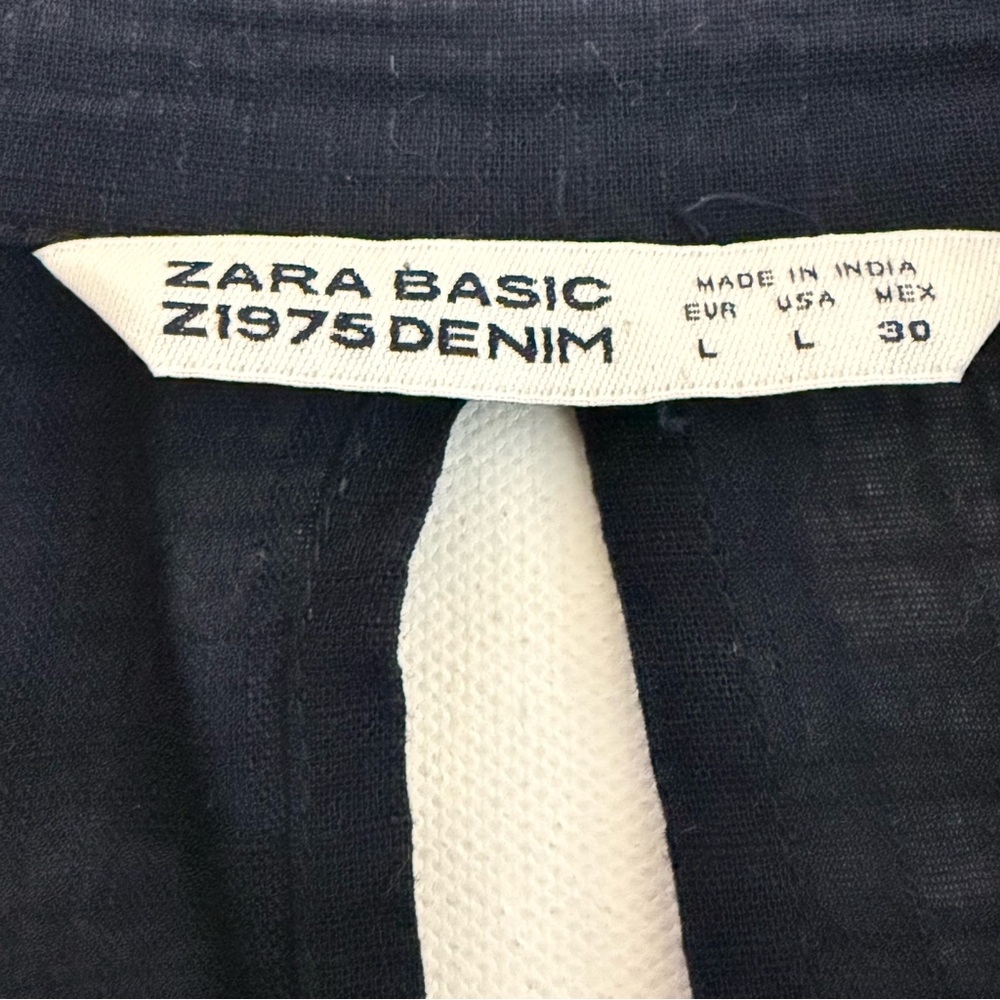 ZARA BASIC
Z1975 DENIM
MADE IN INDIA
EUR USA MEX
L L 30